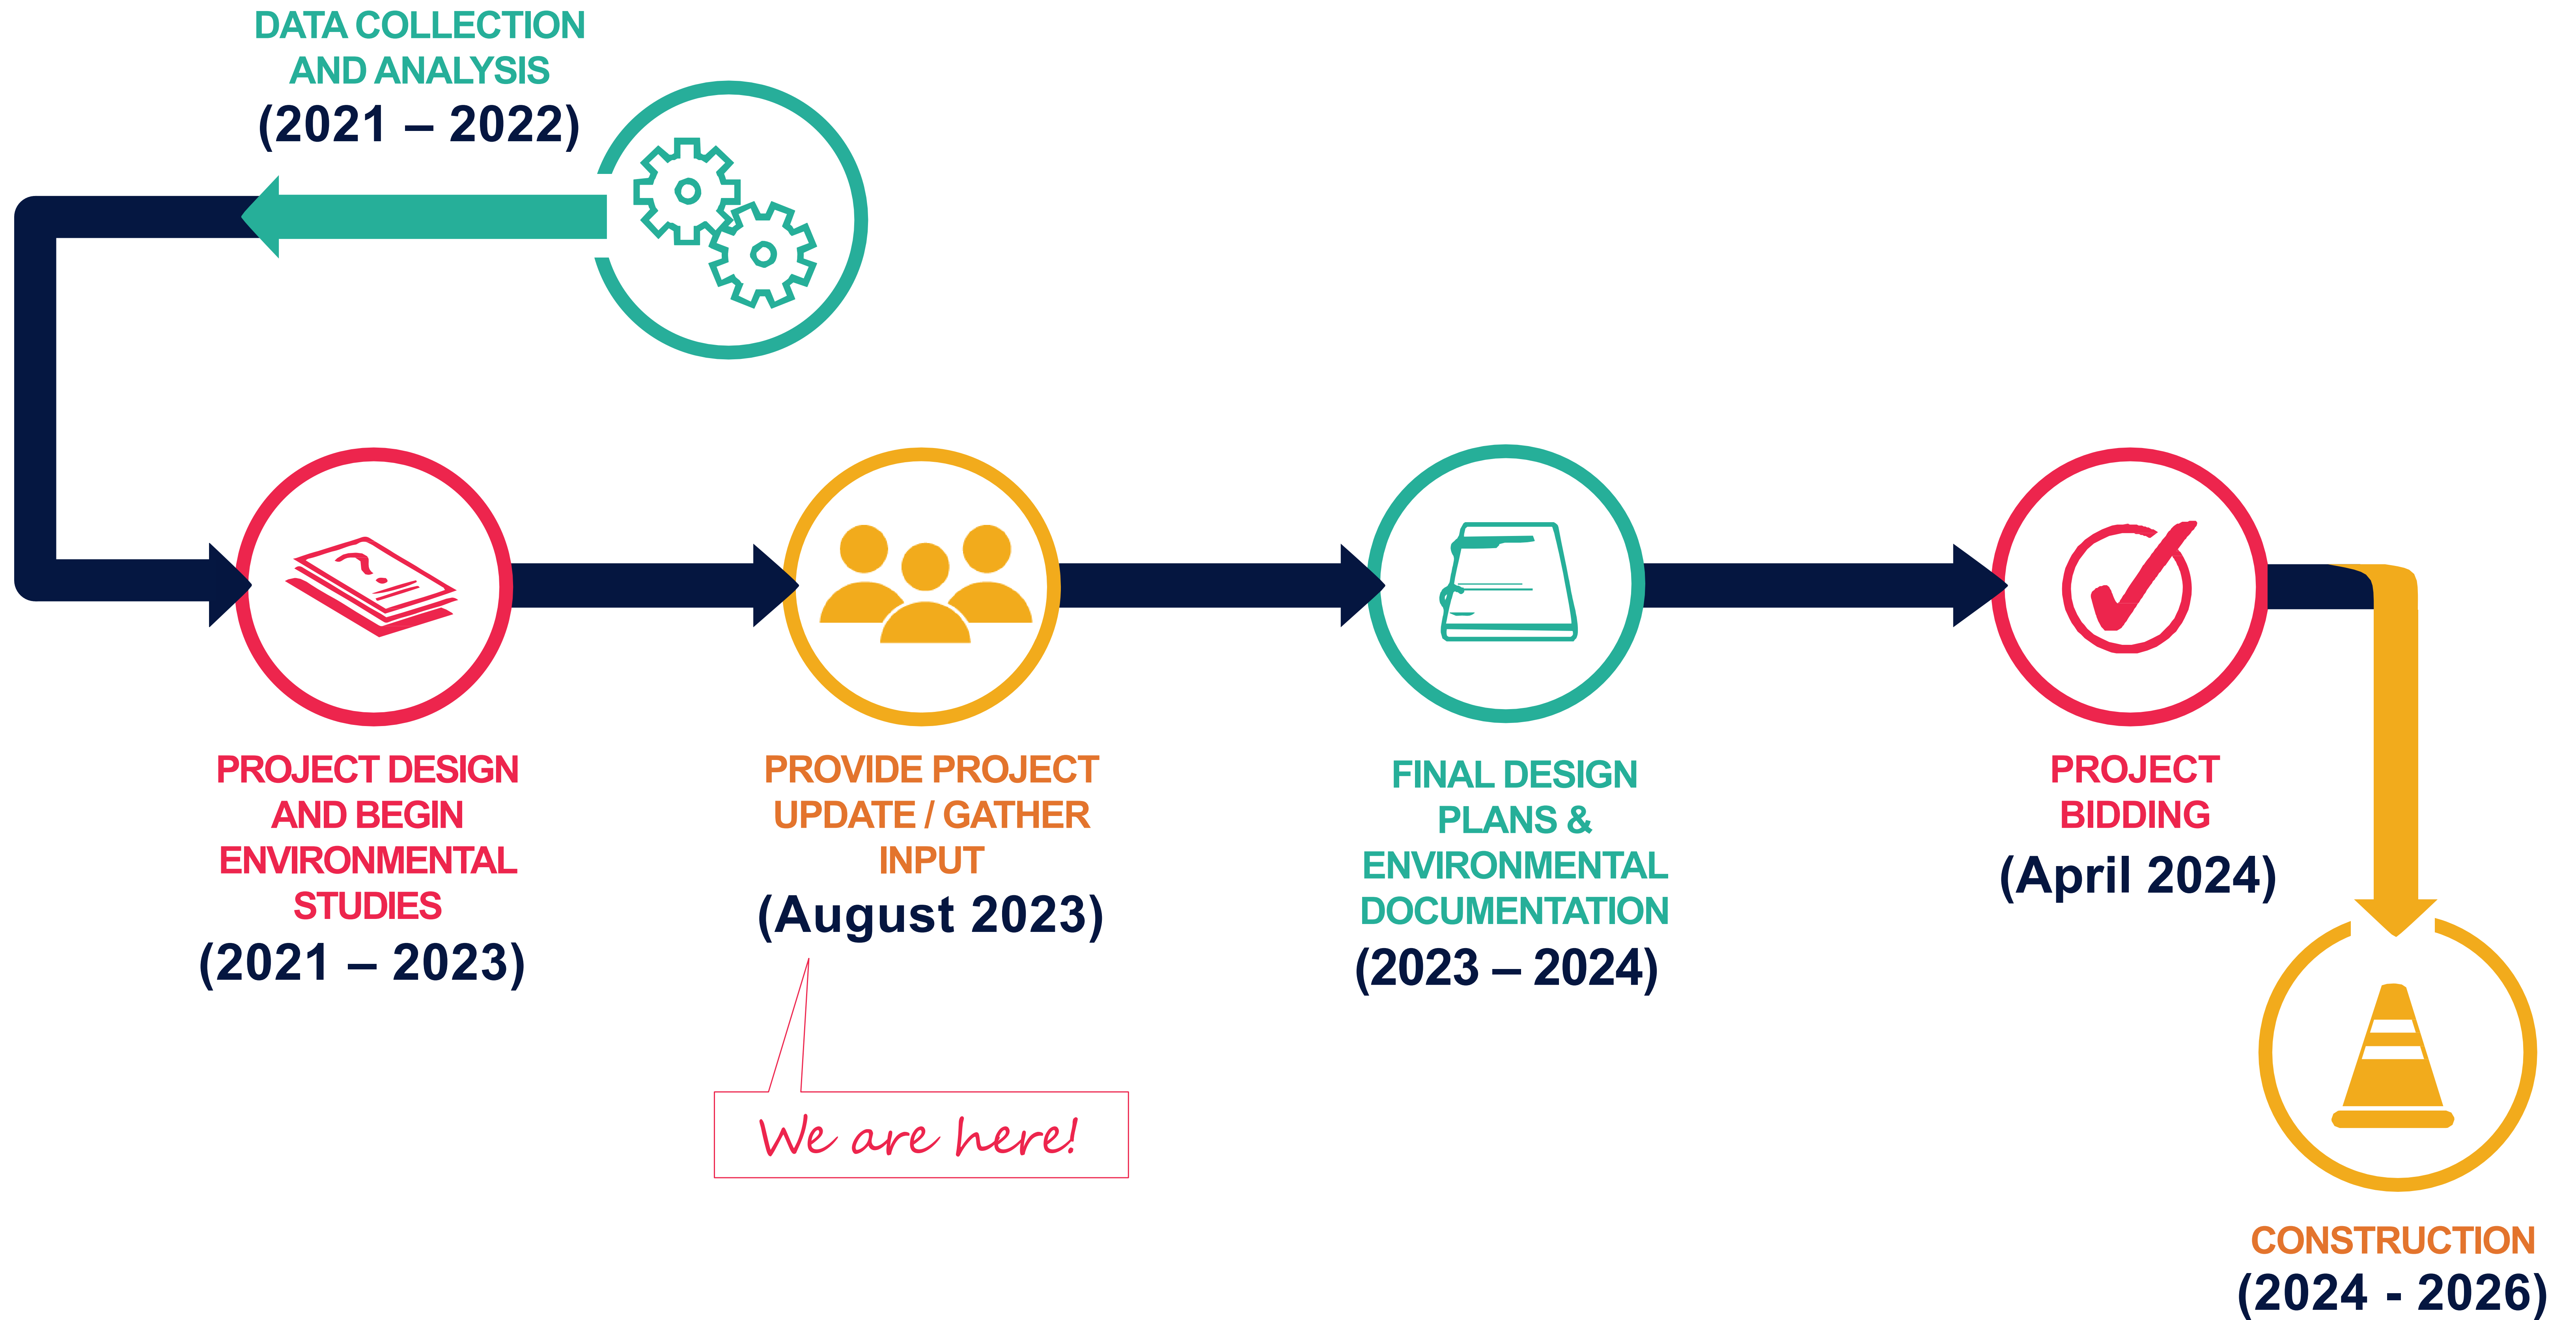 DATA COLLECTION
AND ANALYSIS
(2021 – 2022)
PROJECT DESIGN
AND BEGIN
ENVIRONMENTAL
STUDIES
(2021 – 2023)
PROVIDE PROJECT
UPDATE / GATHER
INPUT
(August 2023)
We are here!
FINAL DESIGN
PLANS &
ENVIRONMENTAL
DOCUMENTATION
(2023 – 2024)
PROJECT
BIDDING
(April 2024)
CONSTRUCTION
(2024 - 2026)